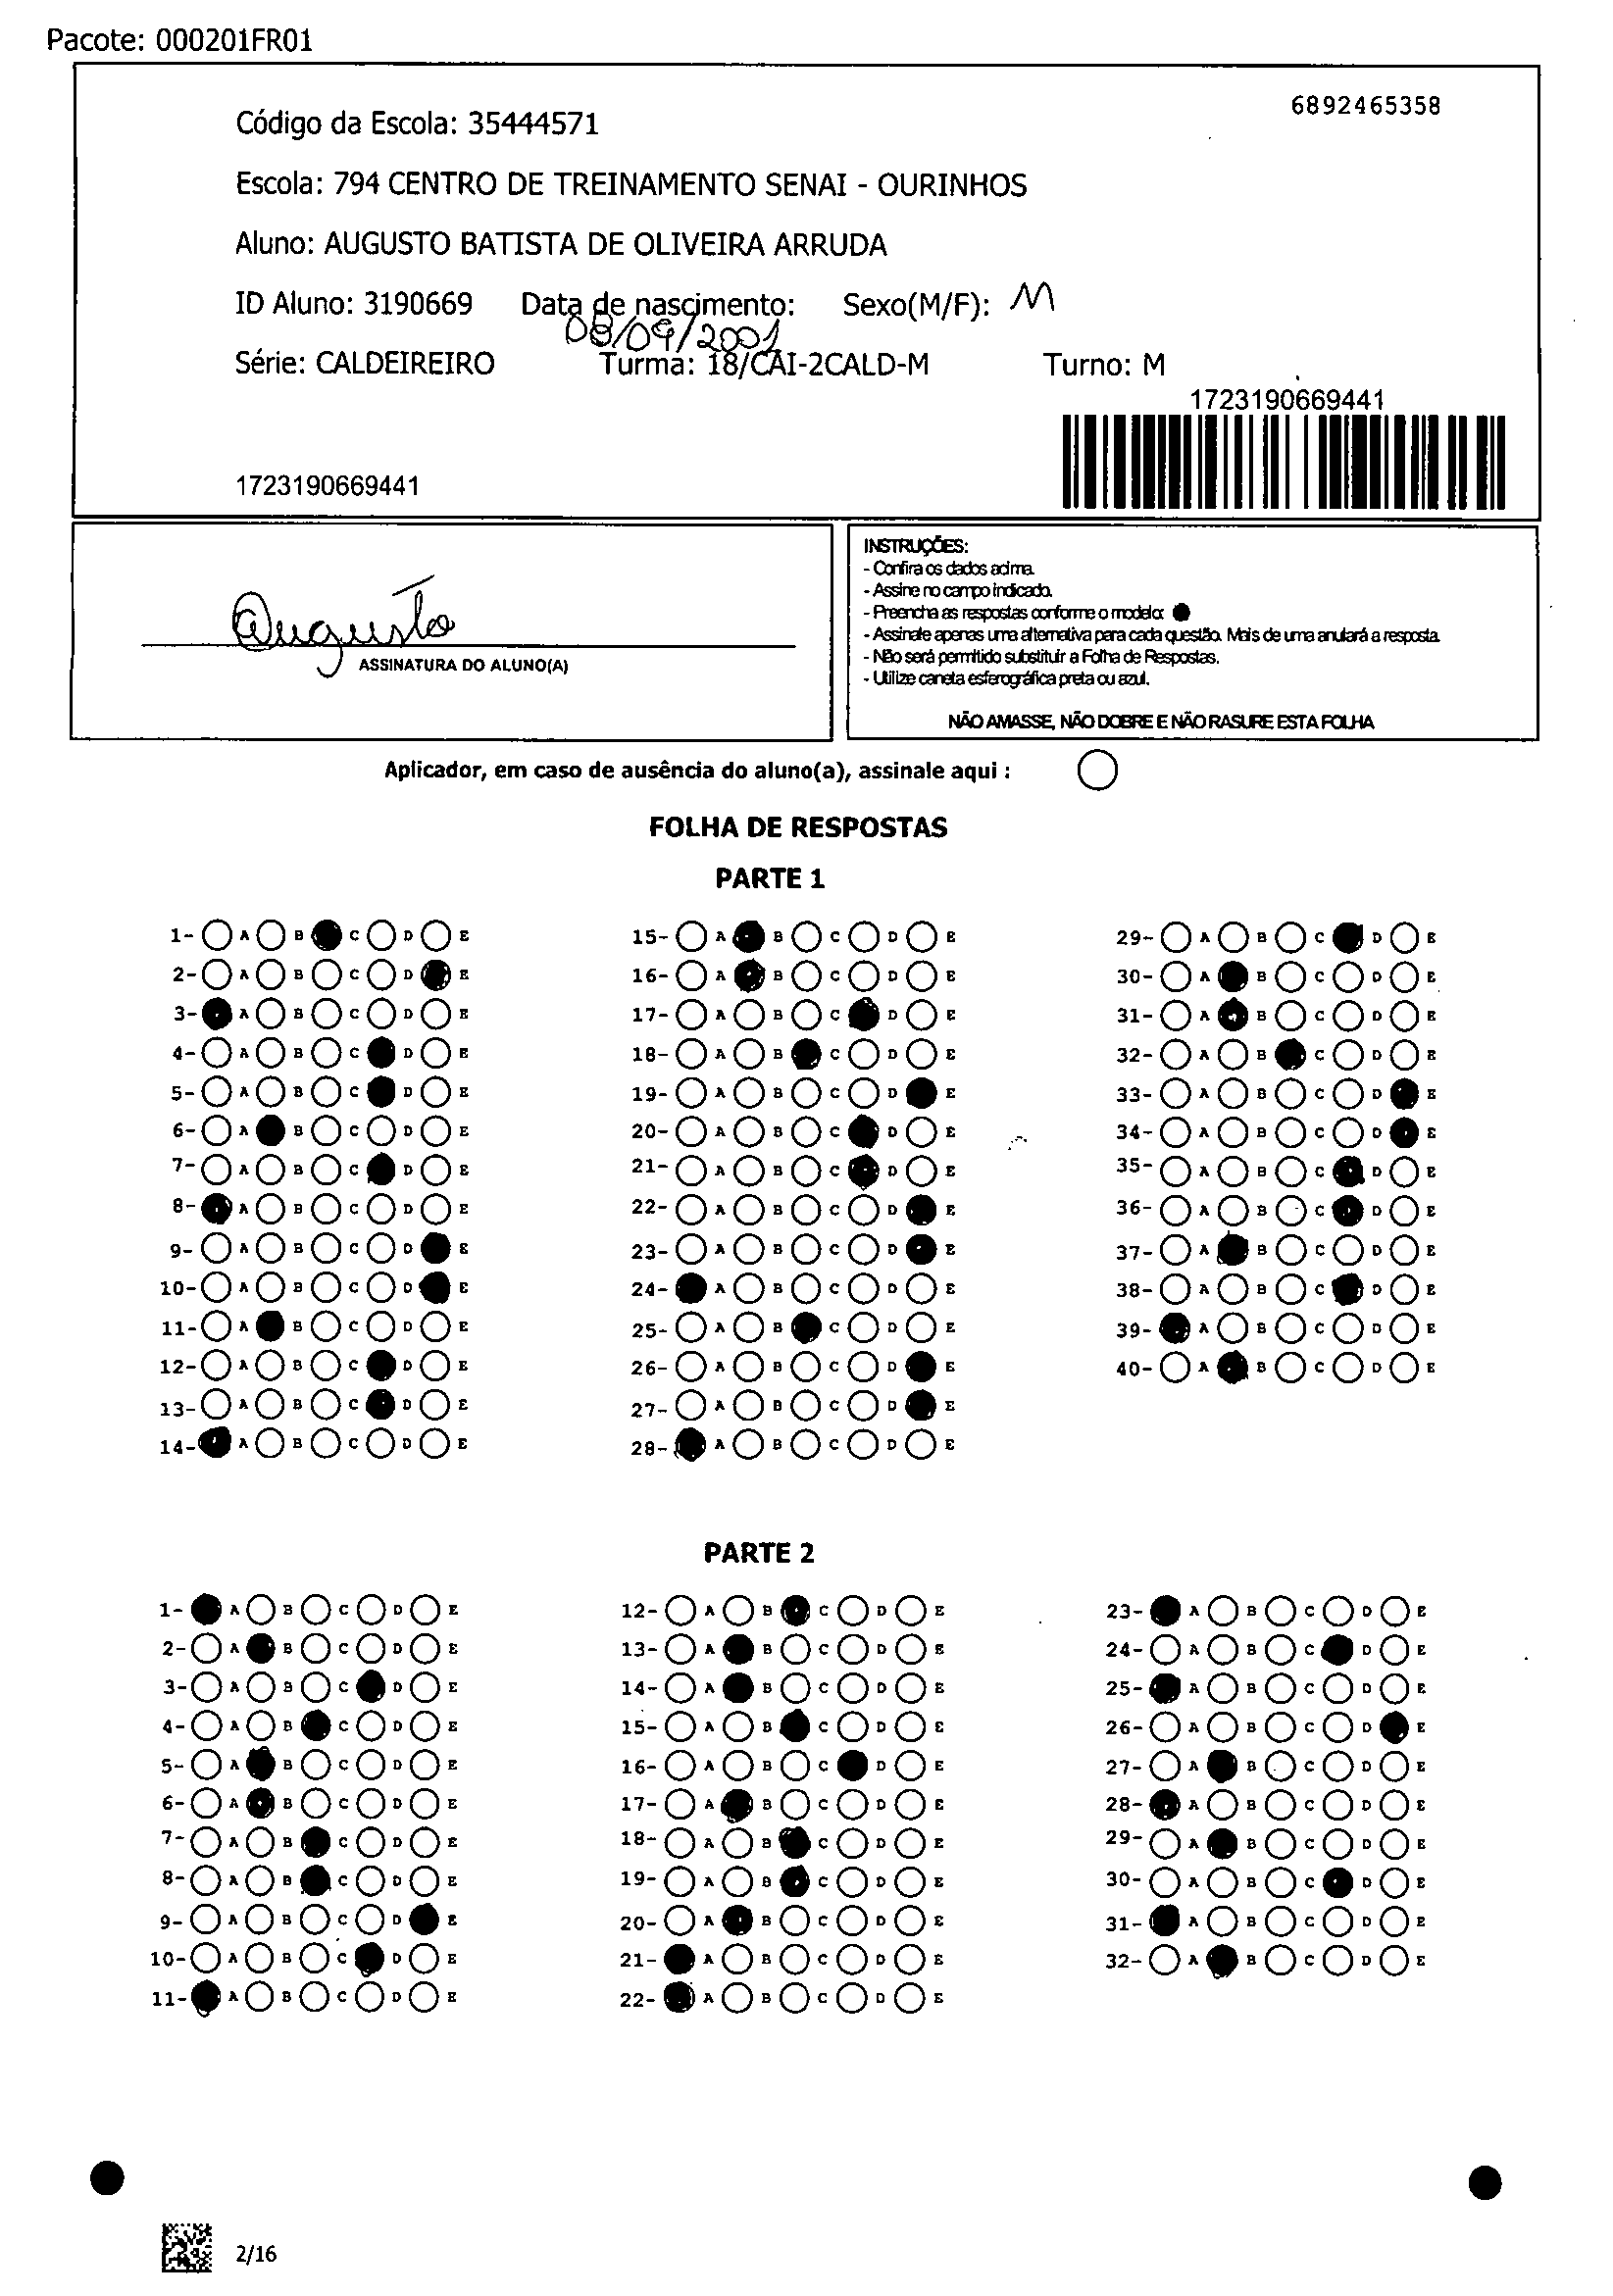 Pacote: 000201FR01
6892465358
Código da Escola: 35444571
Escola: 794 CENTRO DE TREINAMENTO SENAI - OURINHOS
Aluno: AUGUSTO BATISTA DE OLIVEIRA ARRUDA
ID Aluno: 3190669 Data de nascimento: Sexo(M/F): M
08/09/2001
Série: CALDEIREIRO Turma: 18/CAI-2CALD-M Turno: M
1723190669441
1723190669441
Augusto
ASSINATURA DO ALUNO(A)
INSTRUÇÕES:
- Confira os dados acima.
- Assine no campo indicado.
- Preencha as respostas conforme o modelo:
- Assinale apenas uma alternativa para cada questão. Mais de uma anulará a resposta.
- Não será permitido substituir a Folha de Respostas.
- Utilize caneta esferográfica preta ou azul.
NÃO AMASSE, NÃO DOBRE E NÃO RASURE ESTA FOLHA
Aplicador, em caso de ausência do aluno(a), assinale aqui :
FOLHA DE RESPOSTAS
PARTE 1
1- A B C D E 15- A B C D E 29- A B C D E
2- A B C D E 16- A B C D E 30- A B C D E
3- A B C D E 17- A B C D E 31- A B C D E
4- A B C D E 18- A B C D E 32- A B C D E
5- A B C D E 19- A B C D E 33- A B C D E
6- A B C D E 20- A B C D E 34- A B C D E
7- A B C D E 21- A B C D E 35- A B C D E
8- A B C D E 22- A B C D E 36- A B C D E
9- A B C D E 23- A B C D E 37- A B C D E
10- A B C D E 24- A B C D E 38- A B C D E
11- A B C D E 25- A B C D E 39- A B C D E
12- A B C D E 26- A B C D E 40- A B C D E
13- A B C D E 27- A B C D E
14- A B C D E 28- A B C D E
PARTE 2
1- A B C D E 12- A B C D E 23- A B C D E
2- A B C D E 13- A B C D E 24- A B C D E
3- A B C D E 14- A B C D E 25- A B C D E
4- A B C D E 15- A B C D E 26- A B C D E
5- A B C D E 16- A B C D E 27- A B C D E
6- A B C D E 17- A B C D E 28- A B C D E
7- A B C D E 18- A B C D E 29- A B C D E
8- A B C D E 19- A B C D E 30- A B C D E
9- A B C D E 20- A B C D E 31- A B C D E
10- A B C D E 21- A B C D E 32- A B C D E
11- A B C D E 22- A B C D E
2/16